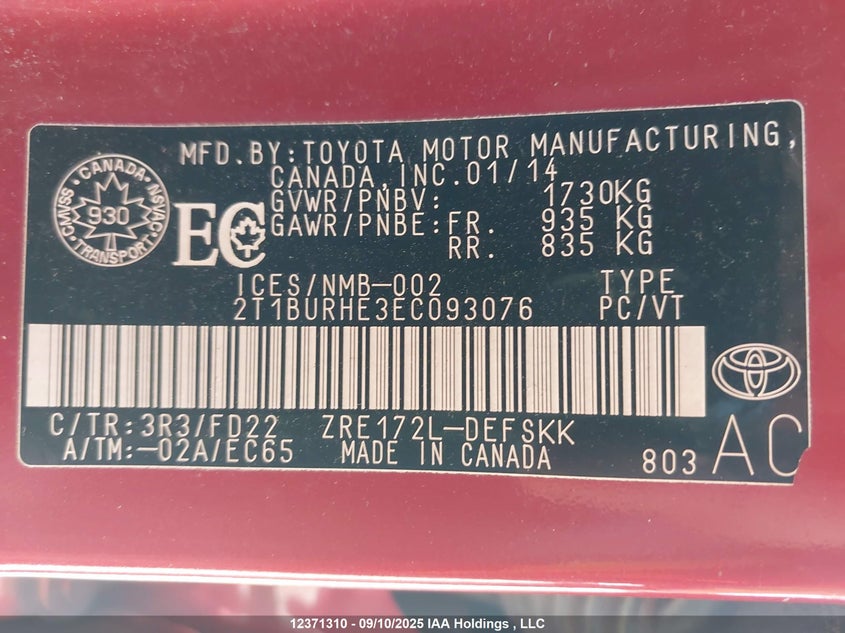 MFD.BY:TOYOTA MOTOR MANUFACTURING,
CANADA,INC.01/14
GVWR/PNBV: 1730KG
GAWR/PNBE:FR. 935 KG
RR. 835 KG
CANADA
CMVSS 930 NSVAC
TRANSPORT
EC
ICES/NMB-002 TYPE
2T1BURHE3EC093076 PC/VT
C/TR:3R3/FD22 ZRE172L-DEFSKK
A/TM:-02A/EC65 MADE IN CANADA 803 AC
12371310 - 09/10/2025 IAA Holdings , LLC